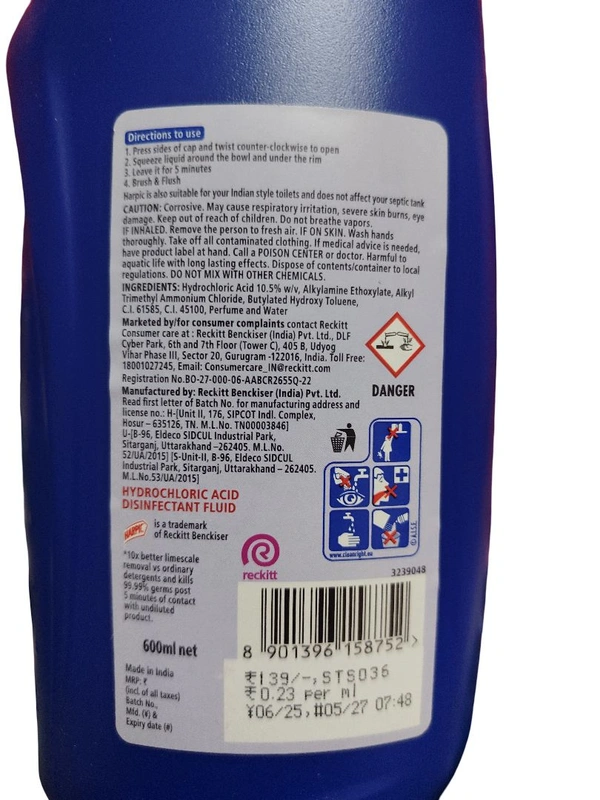 Directions to use
1. Press sides of cap and twist counter-clockwise to open
2. Squeeze liquid around the bowl and under the rim
3. Leave it for 5 minutes
4. Brush & Flush
Harpic is also suitable for your Indian style toilets and does not affect your septic tank
CAUTION: Corrosive. May cause respiratory irritation, severe skin burns, eye
damage. Keep out of reach of children. Do not breathe vapors.
IF INHALED. Remove the person to fresh air. IF ON SKIN. Wash hands
thoroughly. Take off all contaminated clothing. If medical advice is needed,
have product label at hand. Call a POISON CENTER or doctor. Harmful to
aquatic life with long lasting effects. Dispose of contents/container to local
regulations. DO NOT MIX WITH OTHER CHEMICALS.
INGREDIENTS: Hydrochloric Acid 10.5% w/v, Alkylamine Ethoxylate, Alkyl
Trimethyl Ammonium Chloride, Butylated Hydroxy Toluene,
C.I. 61585, C.I. 45100, Perfume and Water
Marketed by/for consumer complaints contact Reckitt
Consumer care at : Reckitt Benckiser (India) Pvt. Ltd., DLF
Cyber Park, 6th and 7th Floor (Tower C), 405 B, Udyog
Vihar Phase III, Sector 20, Gurugram -122016, India. Toll Free:
18001027245, Email: Consumercare_IN@reckitt.com
Registration No.BO-27-000-06-AABCR2655Q-22
DANGER
Manufactured by: Reckitt Benckiser (India) Pvt. Ltd.
Read first letter of Batch No. for manufacturing address and
license no.: H-[Unit II, 176, SIPCOT Indl. Complex,
Hosur – 635126, TN. M.L.No. TN00003846]
U-[B-96, Eldeco SIDCUL Industrial Park,
Sitarganj, Uttarakhand –262405. M.L.No.
52/UA/2015] [S-Unit-II, B-96, Eldeco SIDCUL
Industrial Park, Sitarganj, Uttarakhand – 262405.
M.L.No.53/UA/2015]
HYDROCHLORIC ACID
DISINFECTANT FLUID
www.cleanright.eu
© A.I.S.E.
HARPIC is a trademark
of Reckitt Benckiser
reckitt
*10x better limescale
removal vs ordinary
detergents and kills
99.99% germs post
5 minutes of contact
with undiluted
product.
3239048
600ml net
8 901396 158752 >
Made in India
MRP: ₹
(incl. of all taxes)
Batch No.,
Mfd. (¥) &
Expiry date (#)
₹139/-,STS036
₹0.23 per ml
¥06/25,#05/27 07:48